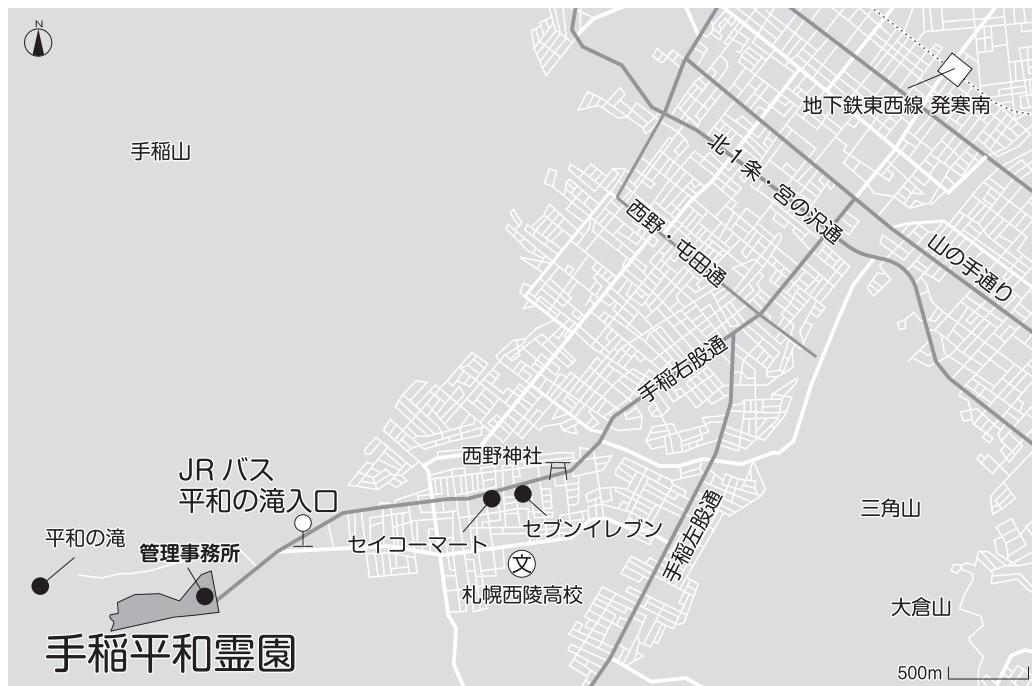 N
地下鉄東西線 発寒南
手稲山
北1条・宮の沢通
西野・屯田通
山の手通り
手稲右股通
西野神社
JR バス
平和の滝入口
三角山
セブンイレブン
手稲左股通
平和の滝
セイコーマート
管理事務所
文
札幌西陵高校
大倉山
手稲平和霊園
500m